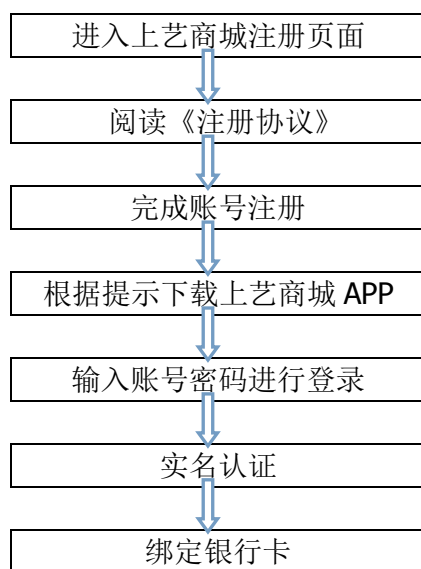 进入上艺商城注册页面
阅读《注册协议》
完成账号注册
根据提示下载上艺商城 APP
输入账号密码进行登录
实名认证
绑定银行卡